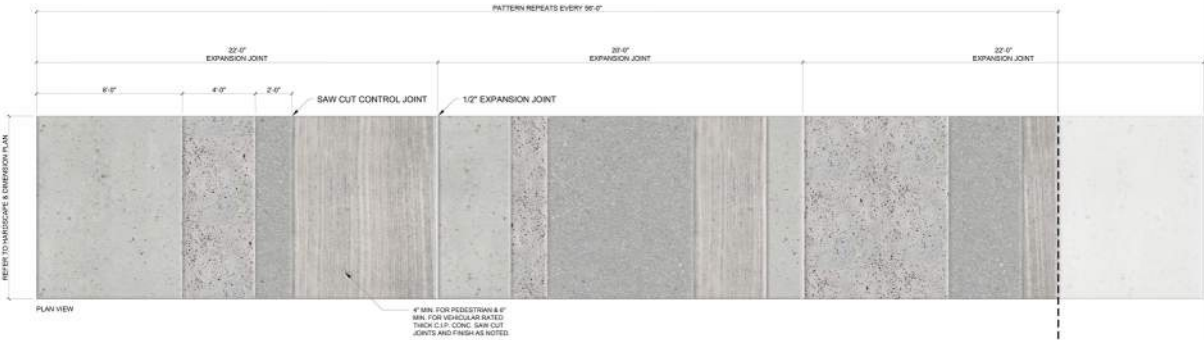 PATTERN REPEATS EVERY 56'-0"
22'-0"
EXPANSION JOINT
20'-0"
EXPANSION JOINT
22'-0"
EXPANSION JOINT
8'-0"
4'-0"
2'-0"
SAW CUT CONTROL JOINT
1/2" EXPANSION JOINT
REFER TO HARDSCAPE & DIMENSION PLAN
PLAN VIEW
4" MIN. FOR PEDESTRIAN & 6"
MIN. FOR VEHICULAR RATED
THICK C.I.P. CONC. SAW CUT
JOINTS AND FINISH AS NOTED.